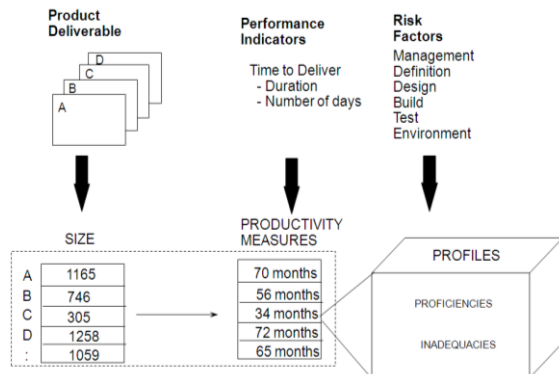 Product
Deliverable
D
C
B
A
Performance
Indicators
Time to Deliver
- Duration
- Number of days
Risk
Factors
Management
Definition
Design
Build
Test
Environment
SIZE
A 1165
B 746
C 305
D 1258
: 1059
PRODUCTIVITY
MEASURES
70 months
56 months
34 months
72 months
65 months
PROFILES
PROFICIENCIES
INADEQUACIES